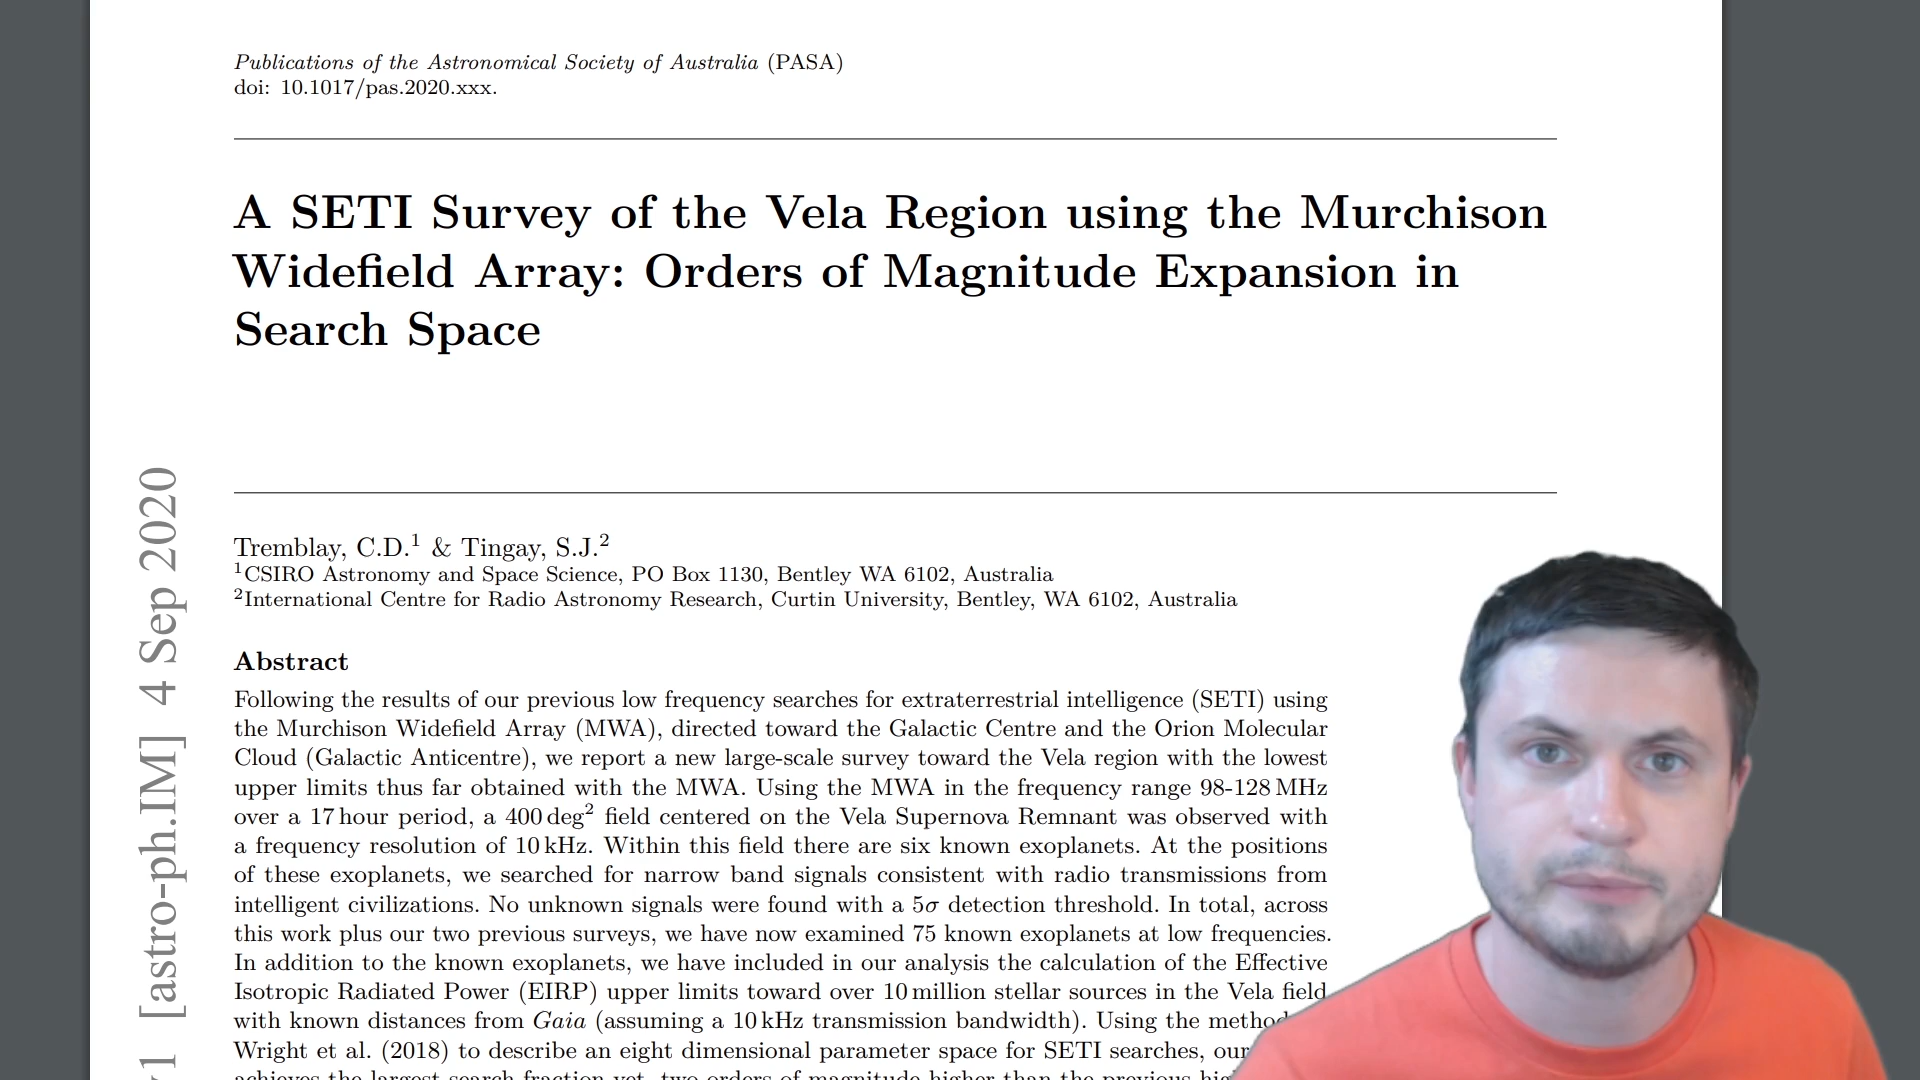 Publications of the Astronomical Society of Australia (PASA)
doi: 10.1017/pas.2020.xxx.
A SETI Survey of the Vela Region using the Murchison
Widefield Array: Orders of Magnitude Expansion in
Search Space
Tremblay, C.D.¹ & Tingay, S.J.²
¹CSIRO Astronomy and Space Science, PO Box 1130, Bentley WA 6102, Australia
²International Centre for Radio Astronomy Research, Curtin University, Bentley, WA 6102, Australia
Abstract
Following the results of our previous low frequency searches for extraterrestrial intelligence (SETI) using
the Murchison Widefield Array (MWA), directed toward the Galactic Centre and the Orion Molecular
Cloud (Galactic Anticentre), we report a new large-scale survey toward the Vela region with the lowest
upper limits thus far obtained with the MWA. Using the MWA in the frequency range 98-128 MHz
over a 17 hour period, a 400 deg² field centered on the Vela Supernova Remnant was observed with
a frequency resolution of 10 kHz. Within this field there are six known exoplanets. At the positions
of these exoplanets, we searched for narrow band signals consistent with radio transmissions from
intelligent civilizations. No unknown signals were found with a 5σ detection threshold. In total, across
this work plus our two previous surveys, we have now examined 75 known exoplanets at low frequencies.
In addition to the known exoplanets, we have included in our analysis the calculation of the Effective
Isotropic Radiated Power (EIRP) upper limits toward over 10 million stellar sources in the Vela field
with known distances from Gaia (assuming a 10 kHz transmission bandwidth). Using the
Wright et al. (2018) to describe an eight dimensional parameter space for SETI searches, our
achieves the largest search fraction yet, two orders of magnitude higher than the previous
[astro-ph.IM] 4 Sep 2020